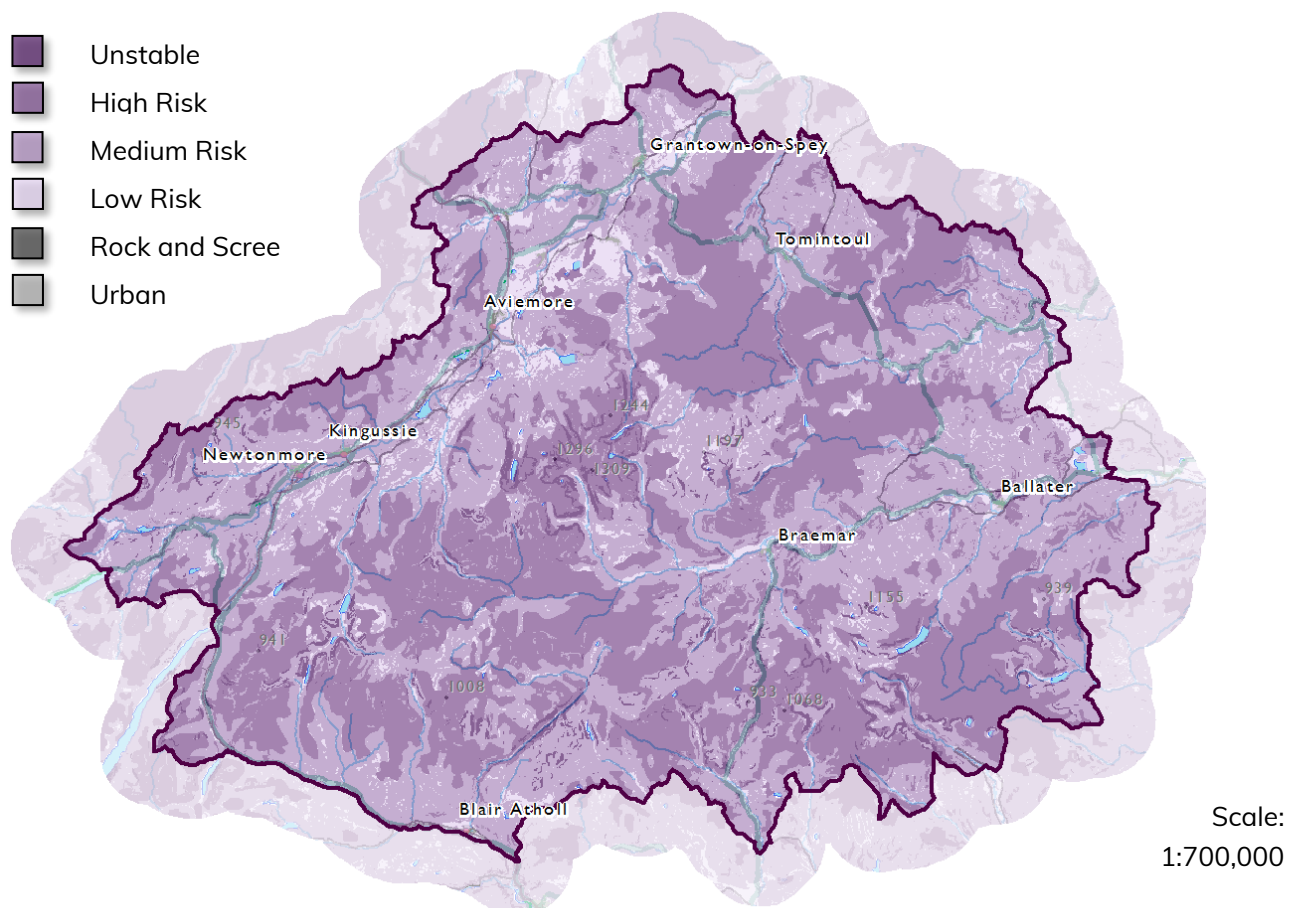 Unstable
High Risk
Medium Risk
Low Risk
Rock and Scree
Urban
Grantown-on-Spey
Tomintoul
Aviemore
1244
945
Kingussie
1197
Newtonmore
1296
1309
Ballater
Braemar
939
1155
941
1008
933
1068
Blair Atholl
Scale:
1:700,000